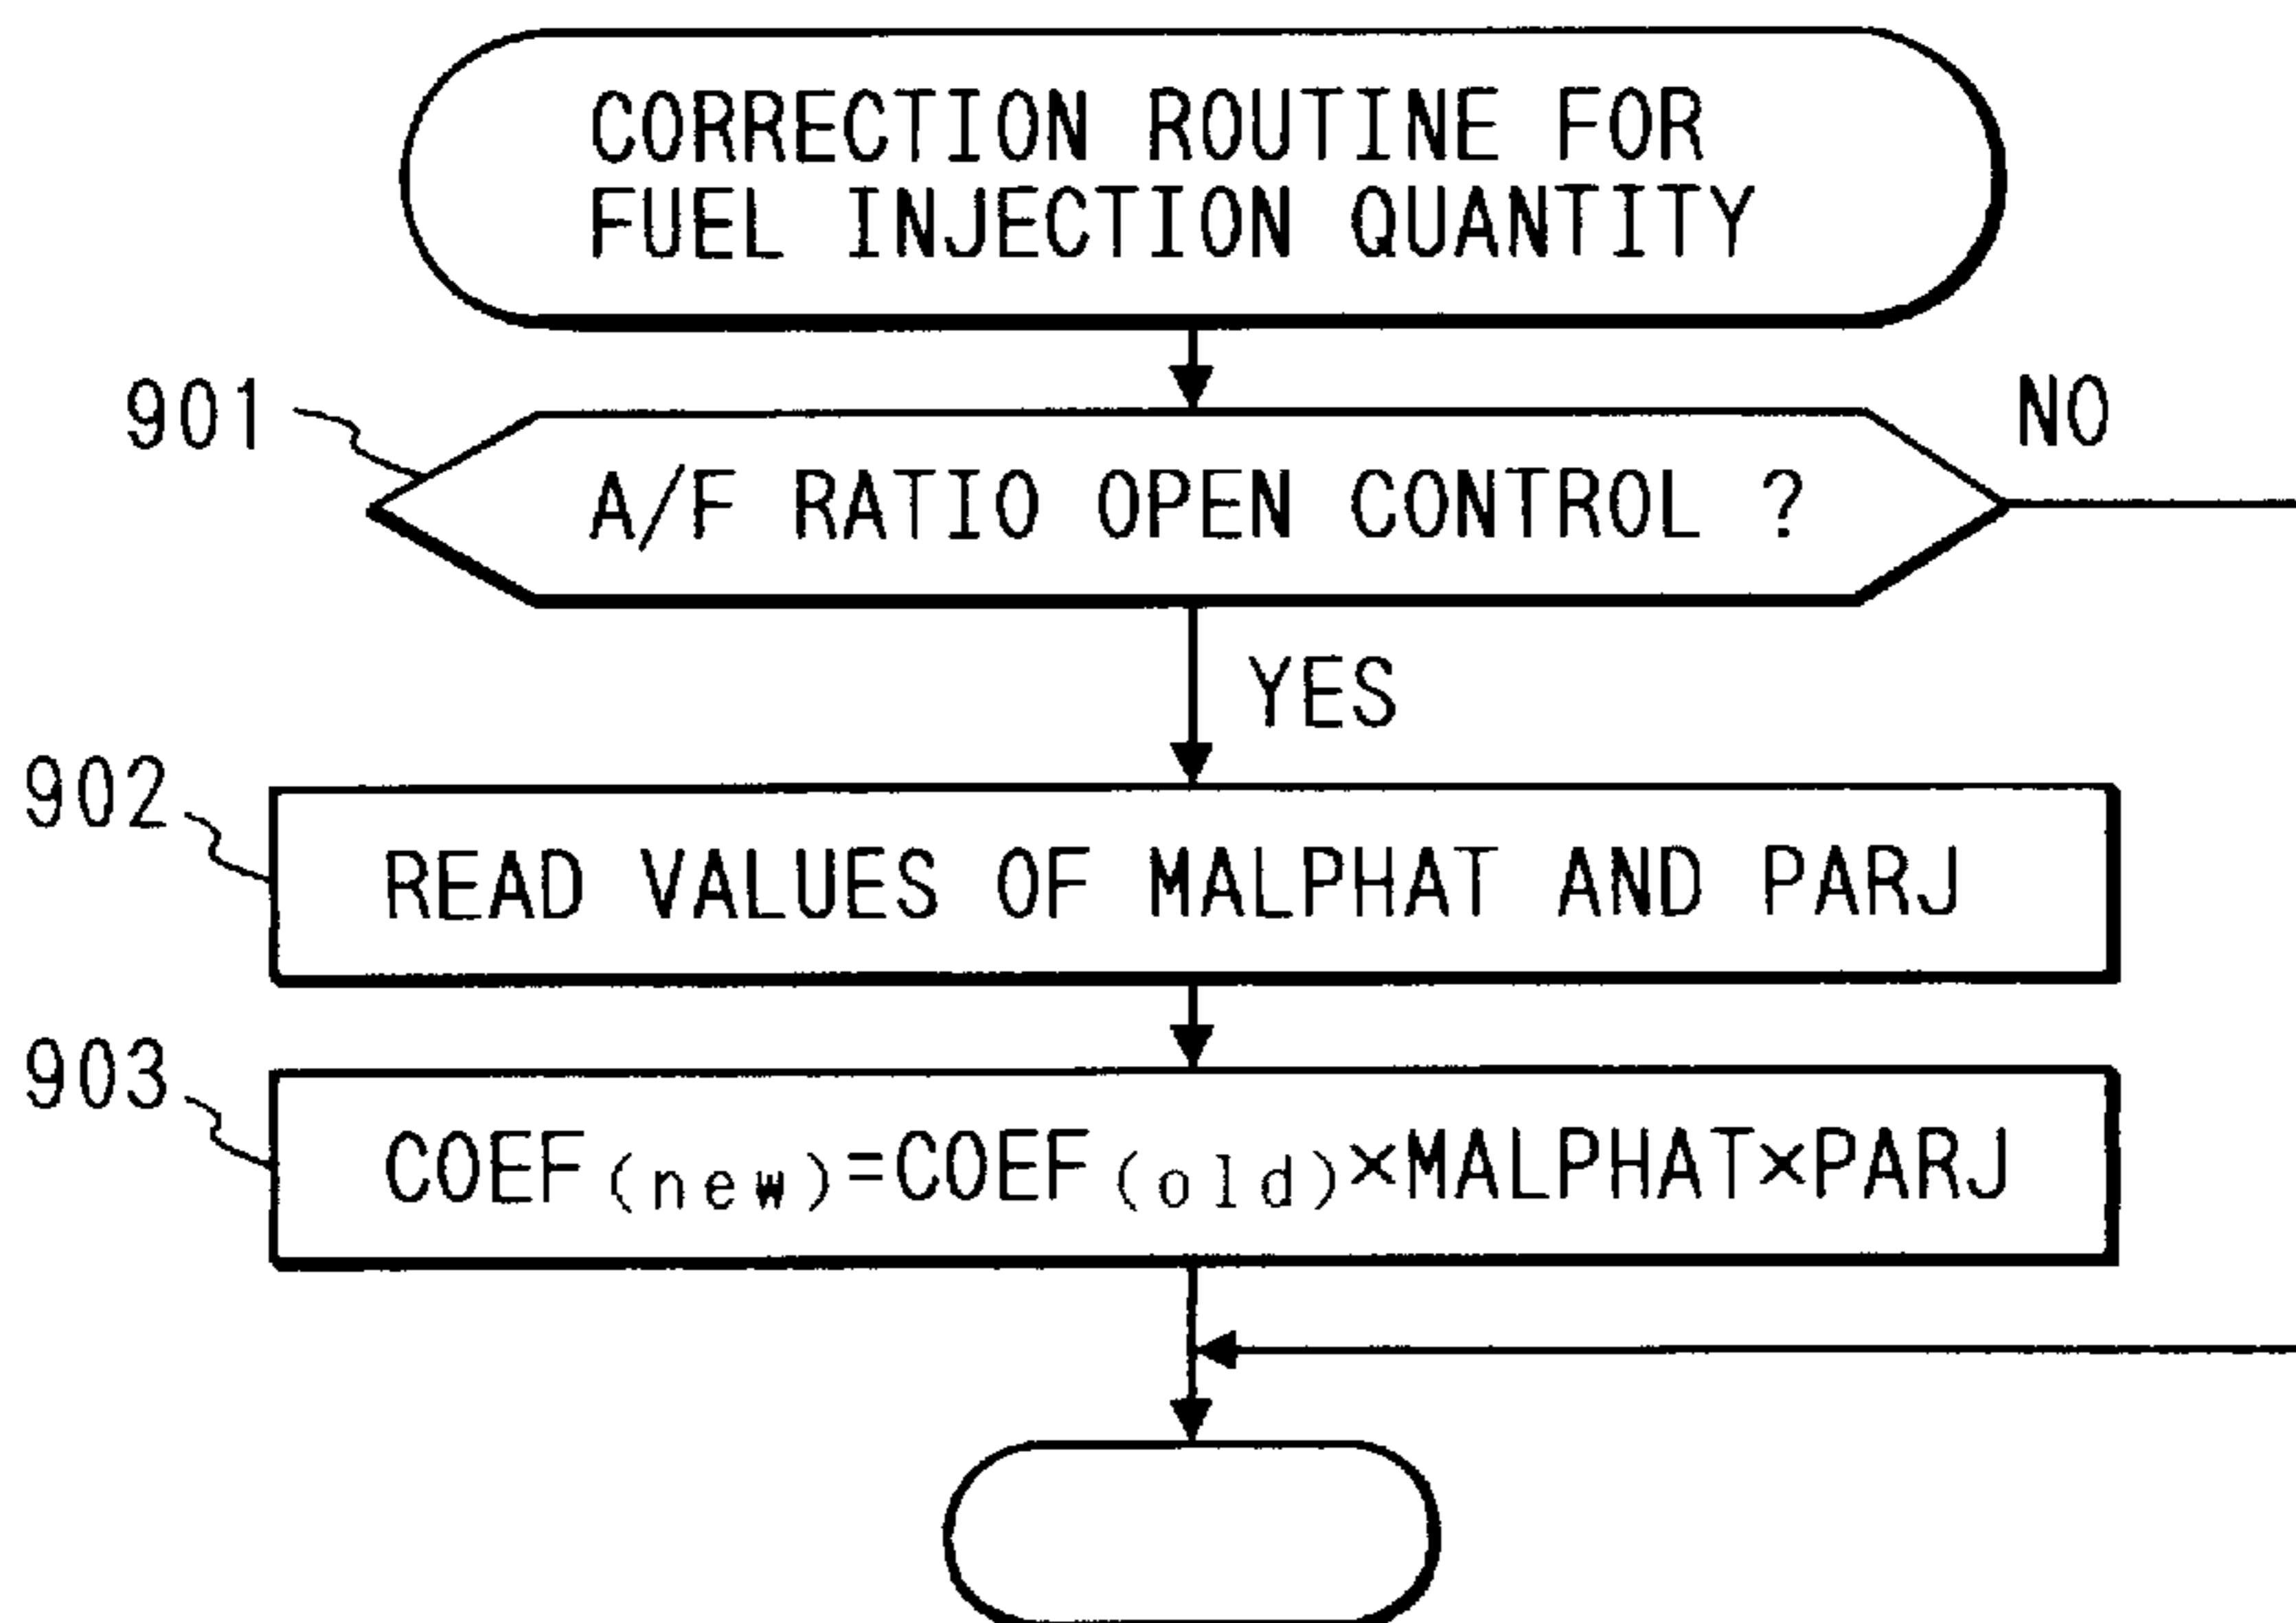 CORRECTION ROUTINE FOR
FUEL INJECTION QUANTITY
901
NO
A/F RATIO OPEN CONTROL ?
YES
902
READ VALUES OF MALPHAT AND PARJ
903
COEF(new)=COEF(old)×MALPHAT×PARJ